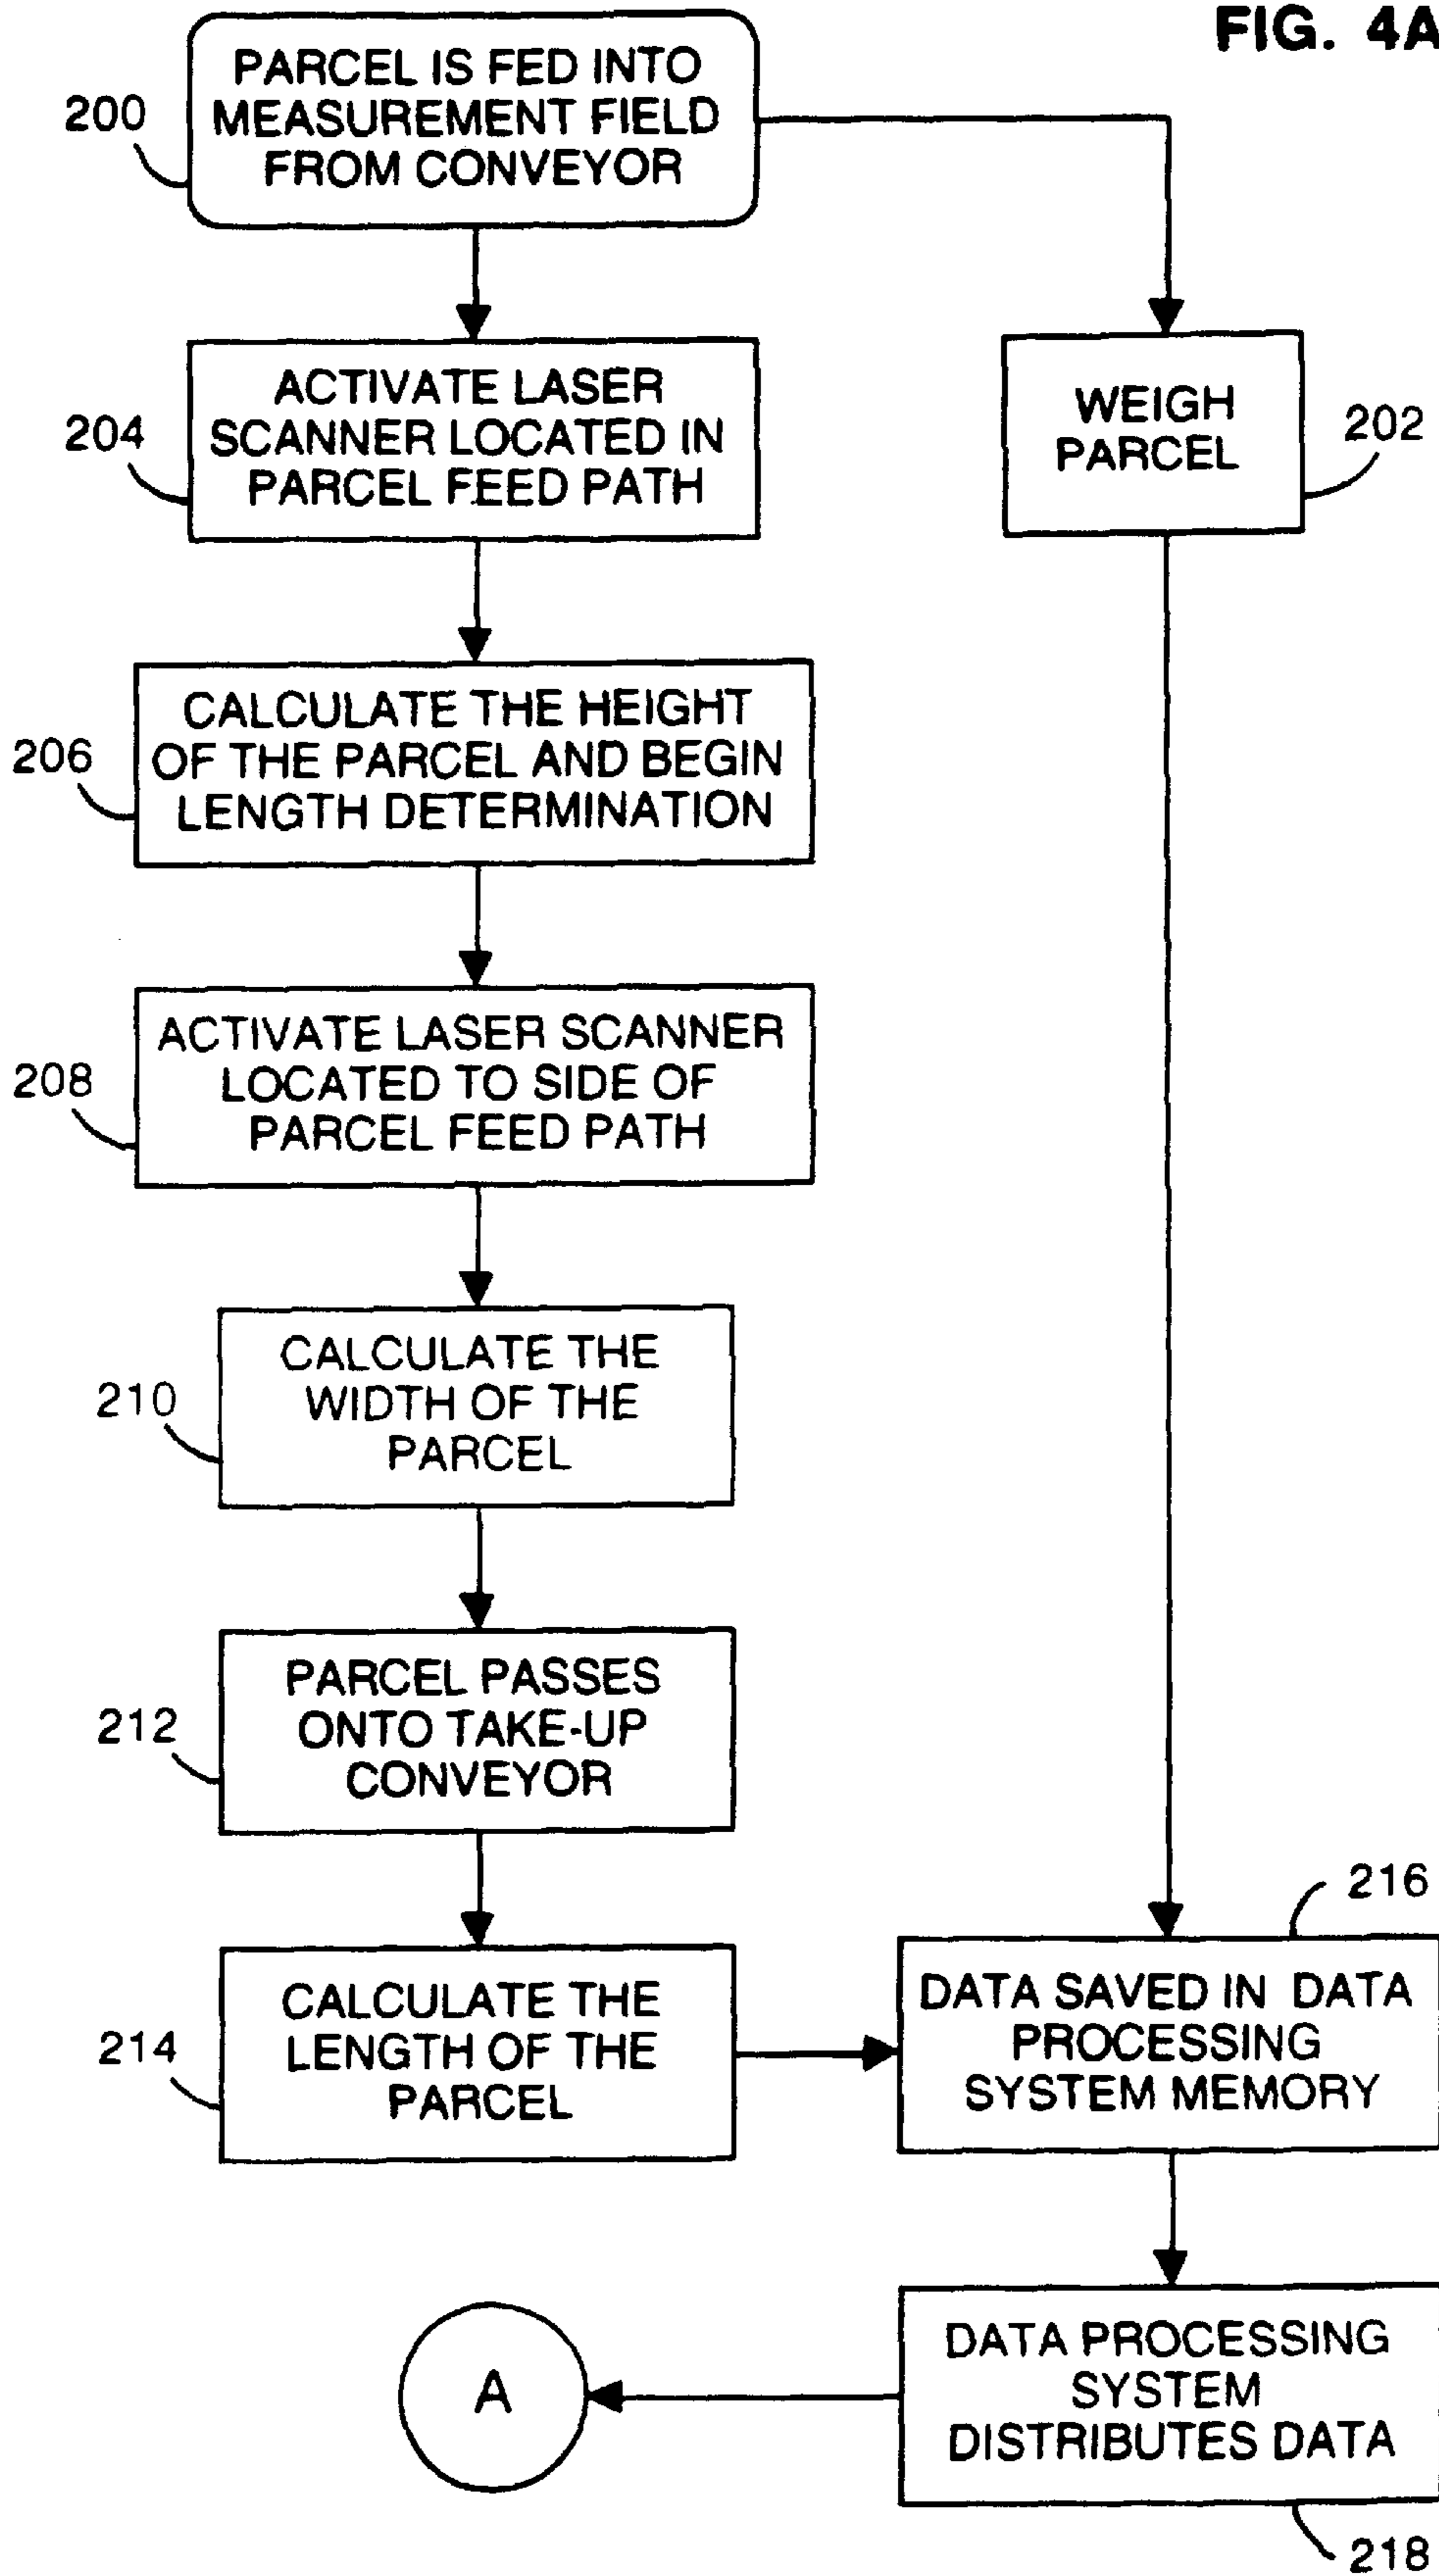 FIG. 4A
PARCEL IS FED INTO
MEASUREMENT FIELD
FROM CONVEYOR
200
ACTIVATE LASER
SCANNER LOCATED IN
PARCEL FEED PATH
204
WEIGH
PARCEL
202
CALCULATE THE HEIGHT
OF THE PARCEL AND BEGIN
LENGTH DETERMINATION
206
ACTIVATE LASER SCANNER
LOCATED TO SIDE OF
PARCEL FEED PATH
208
CALCULATE THE
WIDTH OF THE
PARCEL
210
PARCEL PASSES
ONTO TAKE-UP
CONVEYOR
212
CALCULATE THE
LENGTH OF THE
PARCEL
214
216
DATA SAVED IN DATA
PROCESSING
SYSTEM MEMORY
A
DATA PROCESSING
SYSTEM
DISTRIBUTES DATA
218